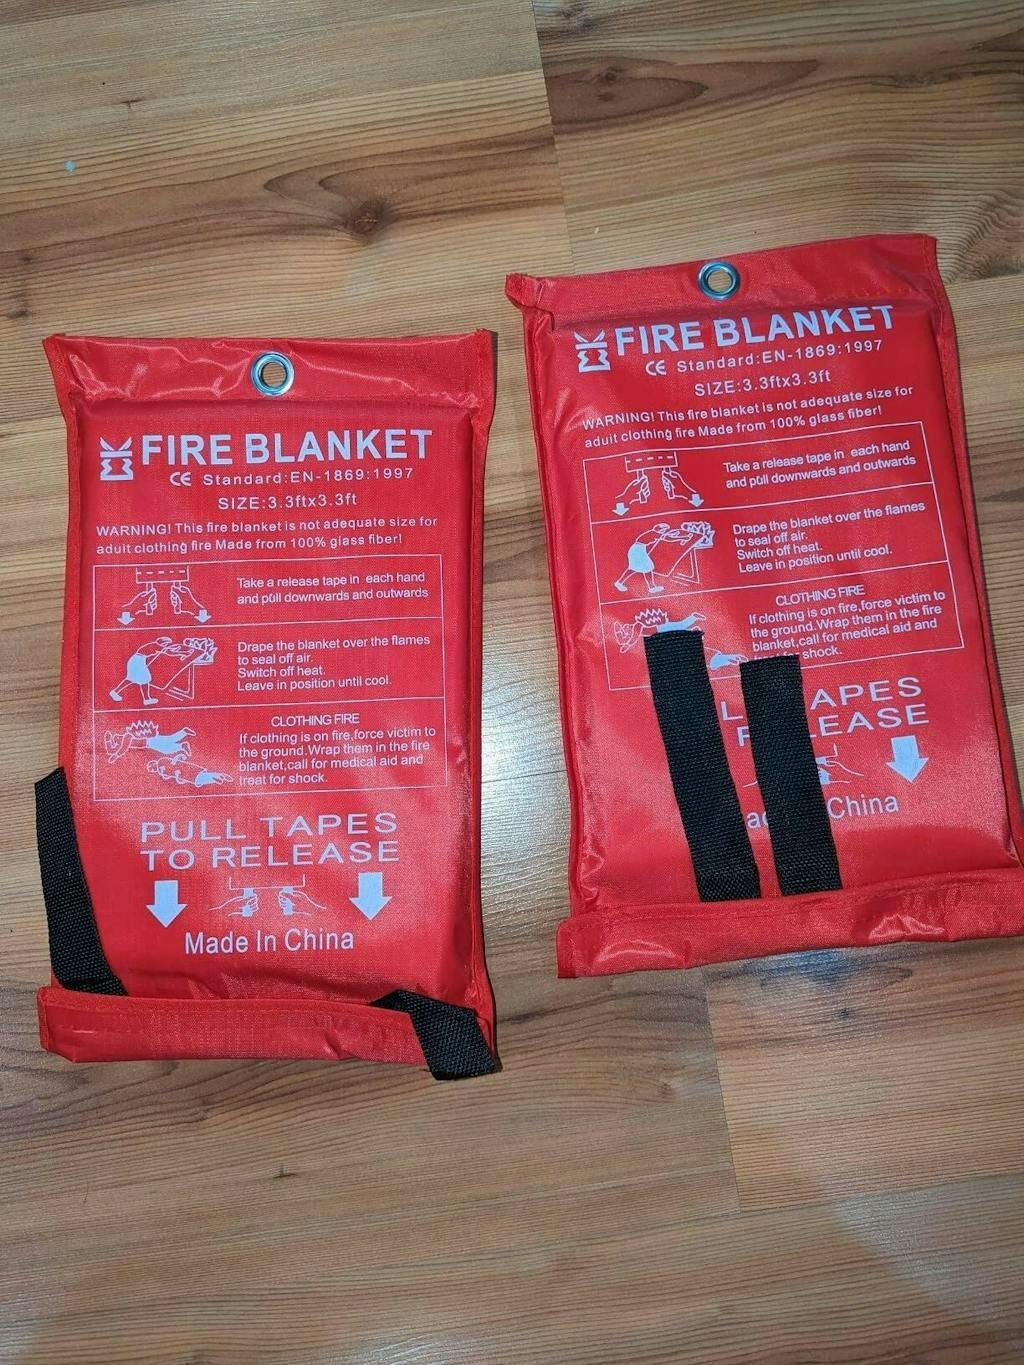 FIRE BLANKET
CE Standard:EN-1869:1997
SIZE:3.3ftx3.3ft
WARNING! This fire blanket is not adequate size for
aduit clothing fire Made from 100% glass fiber!
Take a release tape in each hand
and pull downwards and outwards
Drape the blanket over the flames
to seal off air.
Switch off heat.
Leave in position until cool.
CLOTHING FIRE
If clothing is on fire,force victim to
the ground.Wrap them in the fire
blanket,call for medical aid and
treat for shock.
PULL TAPES
TO RELEASE
Made In China
FIRE BLANKET
CE Standard:EN-1869:1997
SIZE:3.3ftx3.3ft
WARNING! This fire blanket is not adequate size for
aduit clothing fire Made from 100% glass fiber!
Take a release tape in each hand
and pull downwards and outwards
Drape the blanket over the flames
to seal off air.
Switch off heat.
Leave in position until cool.
CLOTHING FIRE
If clothing is on fire,force victim to
the ground.Wrap them in the fire
blanket,call for medical aid and
shock.
China